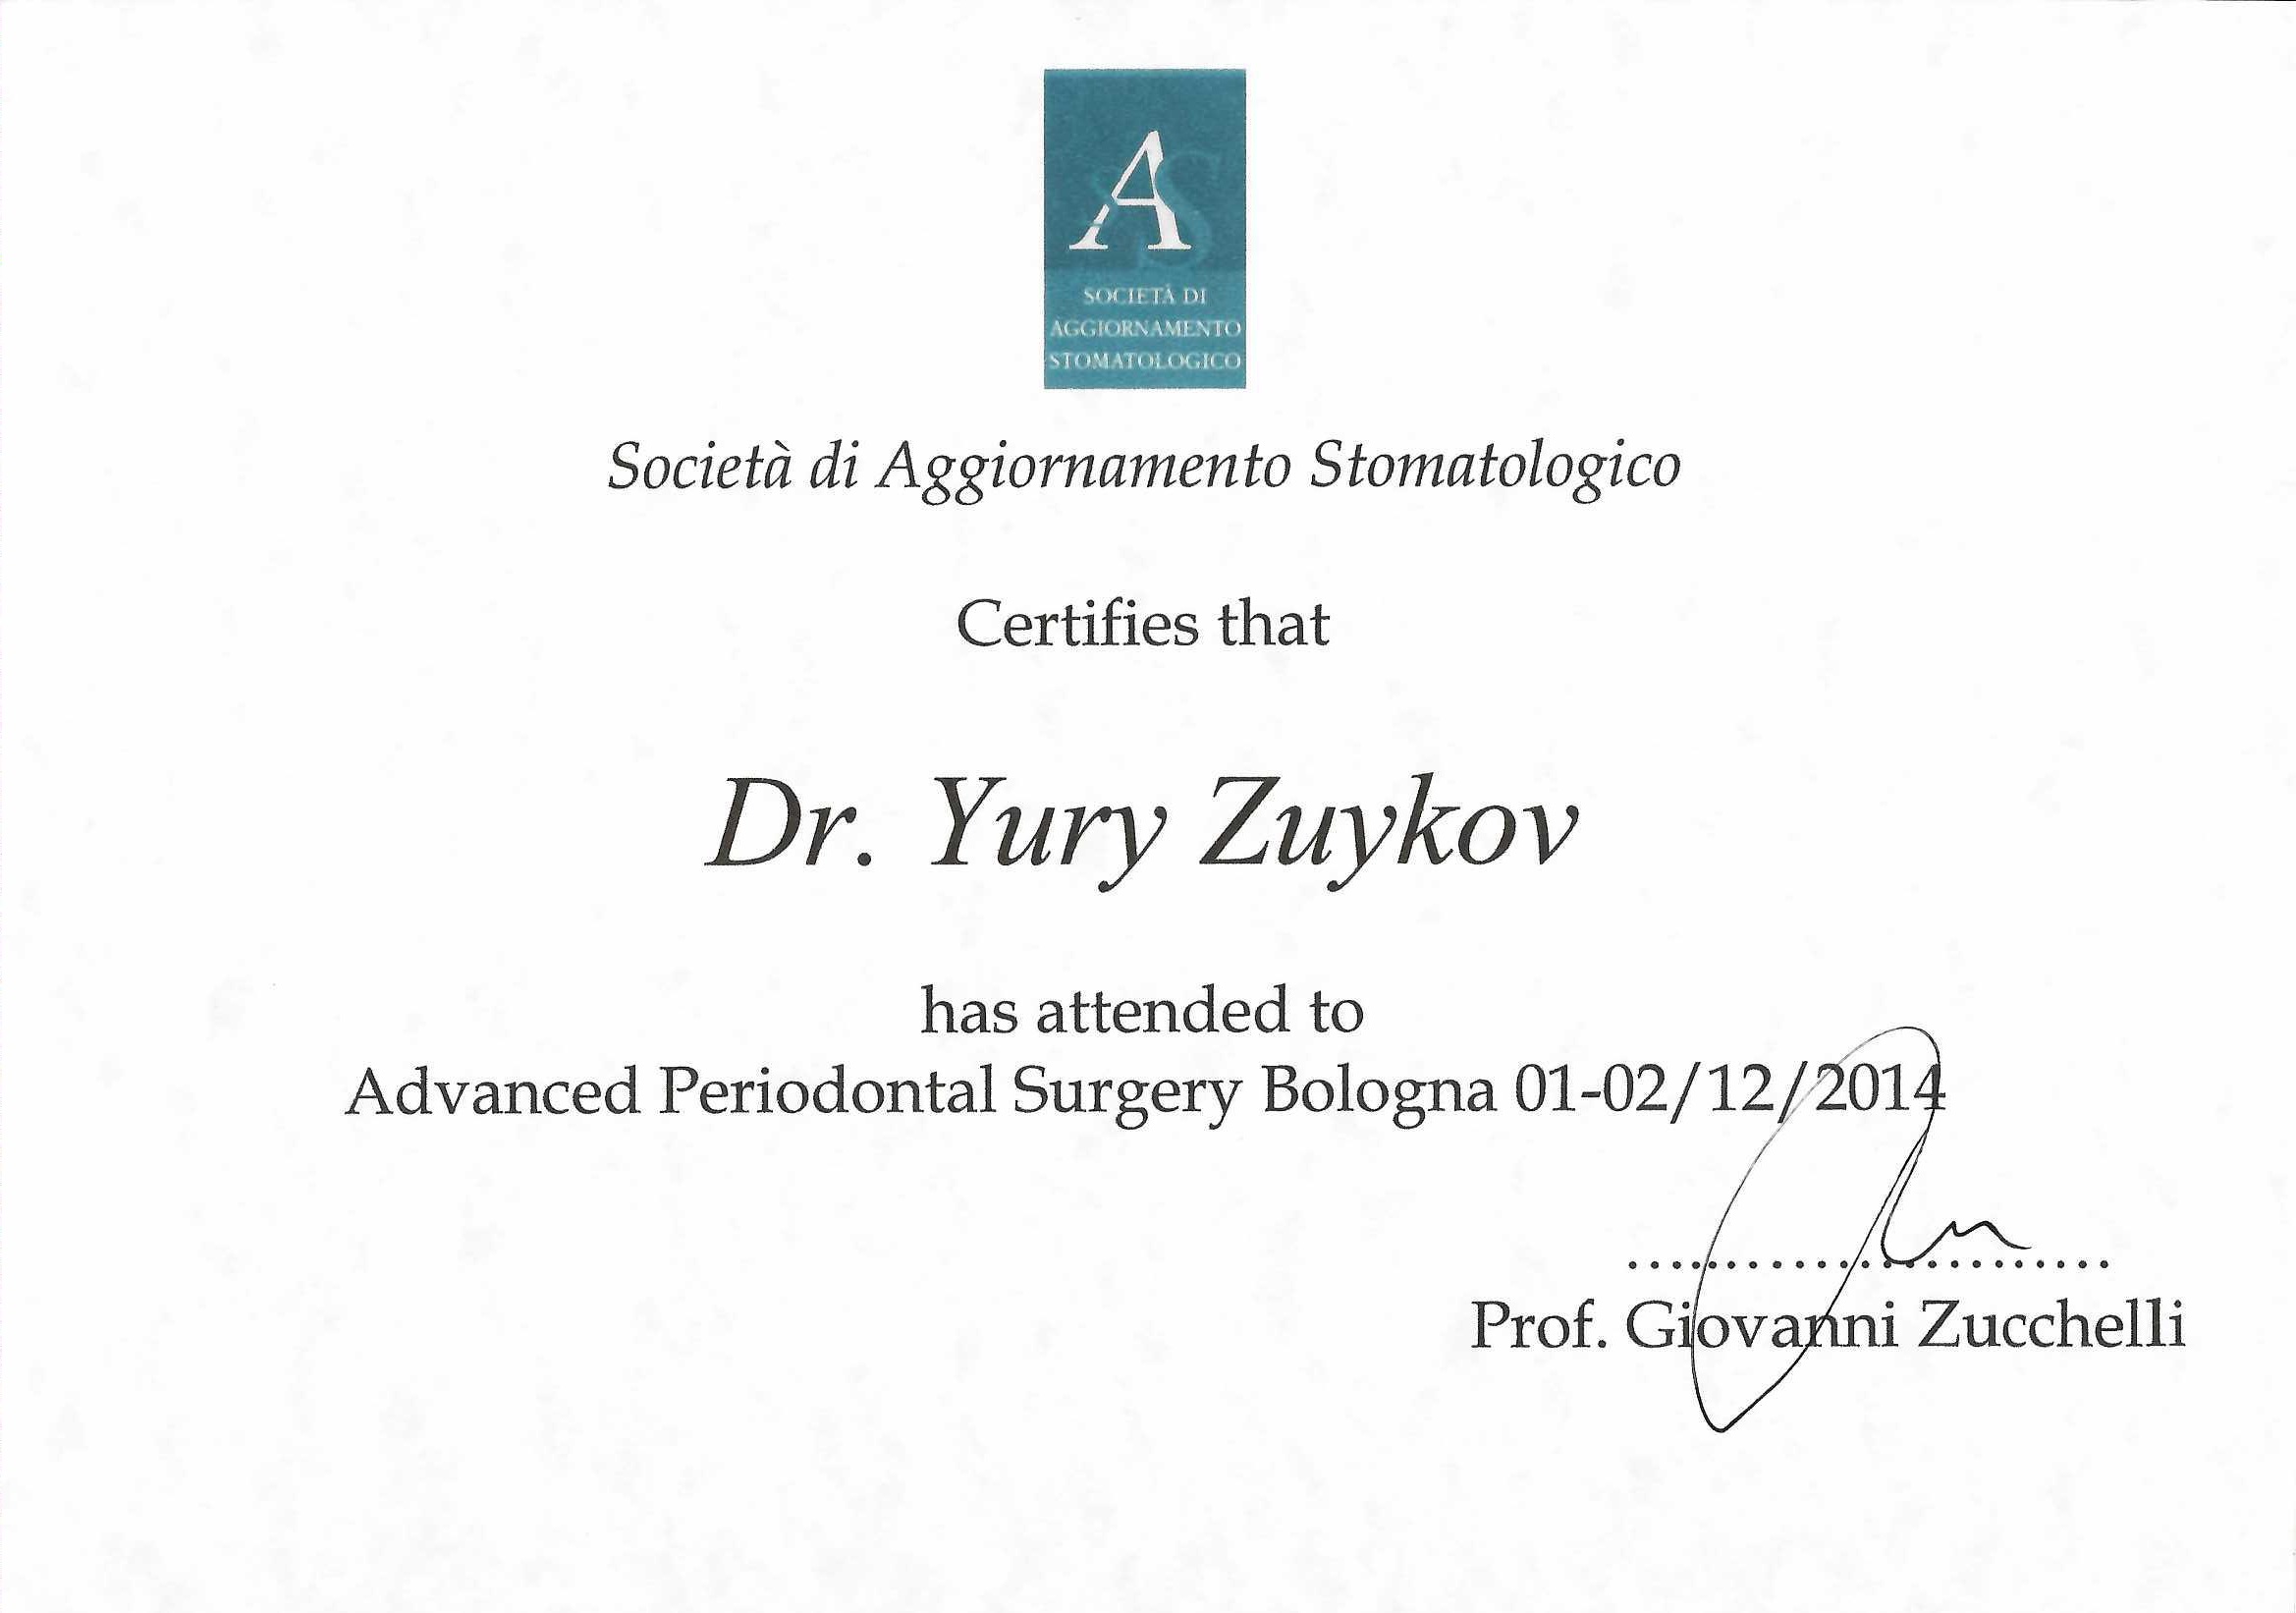 AS
SOCIETÀ DI
AGGIORNAMENTO
STOMATOLOGICO
Società di Aggiornamento Stomatologico
Certifies that
Dr. Yury Zuykov
has attended to
Advanced Periodontal Surgery Bologna 01-02/12/2014
........................
Prof. Giovanni Zucchelli